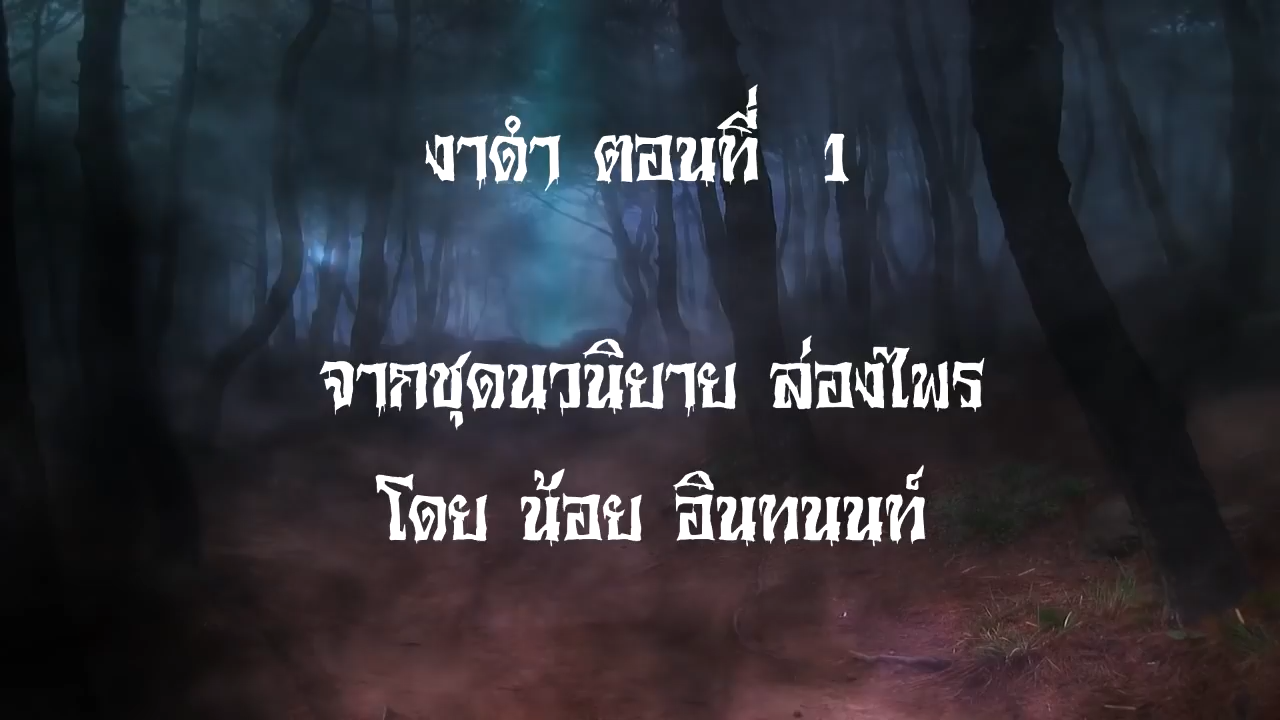 งาดำ ตอนที่ 1
จากชุดนวนิยาย ล่องไพร
โดย น้อย อินทนนท์